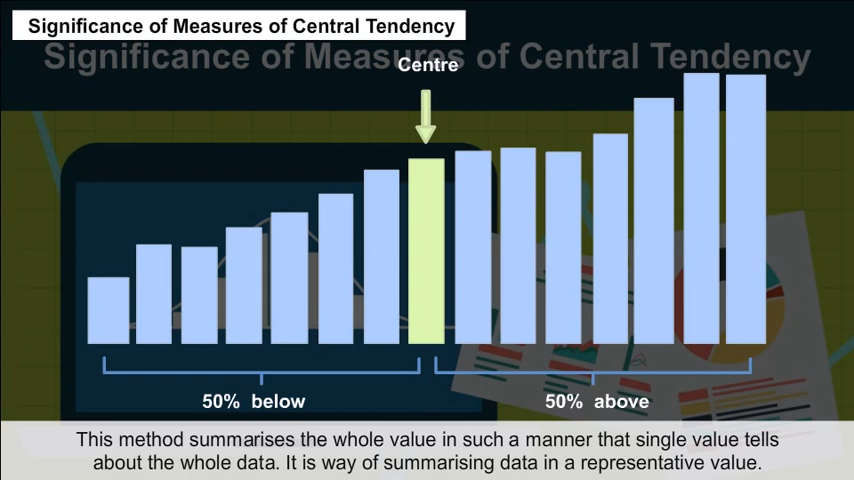 Significance of Measures of Central Tendency
Significance of Measures of Central Tendency
Centre
50% below
50% above
This method summarises the whole value in such a manner that single value tells
about the whole data. It is way of summarising data in a representative value.